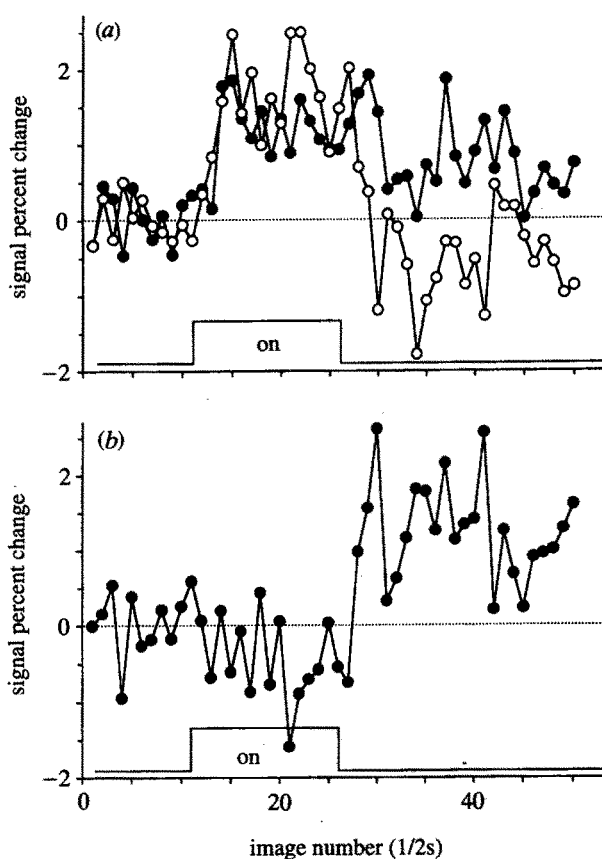 (a)
2
0
−2
signal percent change
on
(b)
2
0
−2
signal percent change
on
0
20
40
image number (1/2s)